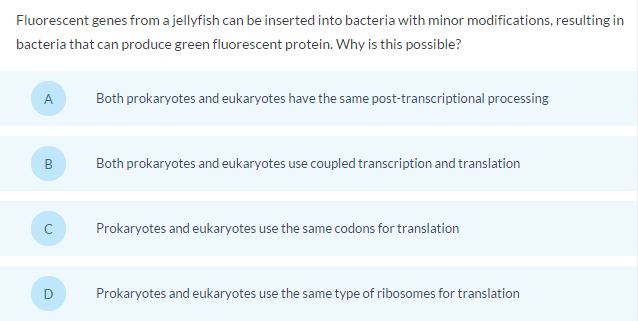 Fluorescent genes from a jellyfish can be inserted into bacteria with minor modifications, resulting in
bacteria that can produce green fluorescent protein. Why is this possible?
A Both prokaryotes and eukaryotes have the same post-transcriptional processing
B Both prokaryotes and eukaryotes use coupled transcription and translation
C Prokaryotes and eukaryotes use the same codons for translation
D Prokaryotes and eukaryotes use the same type of ribosomes for translation